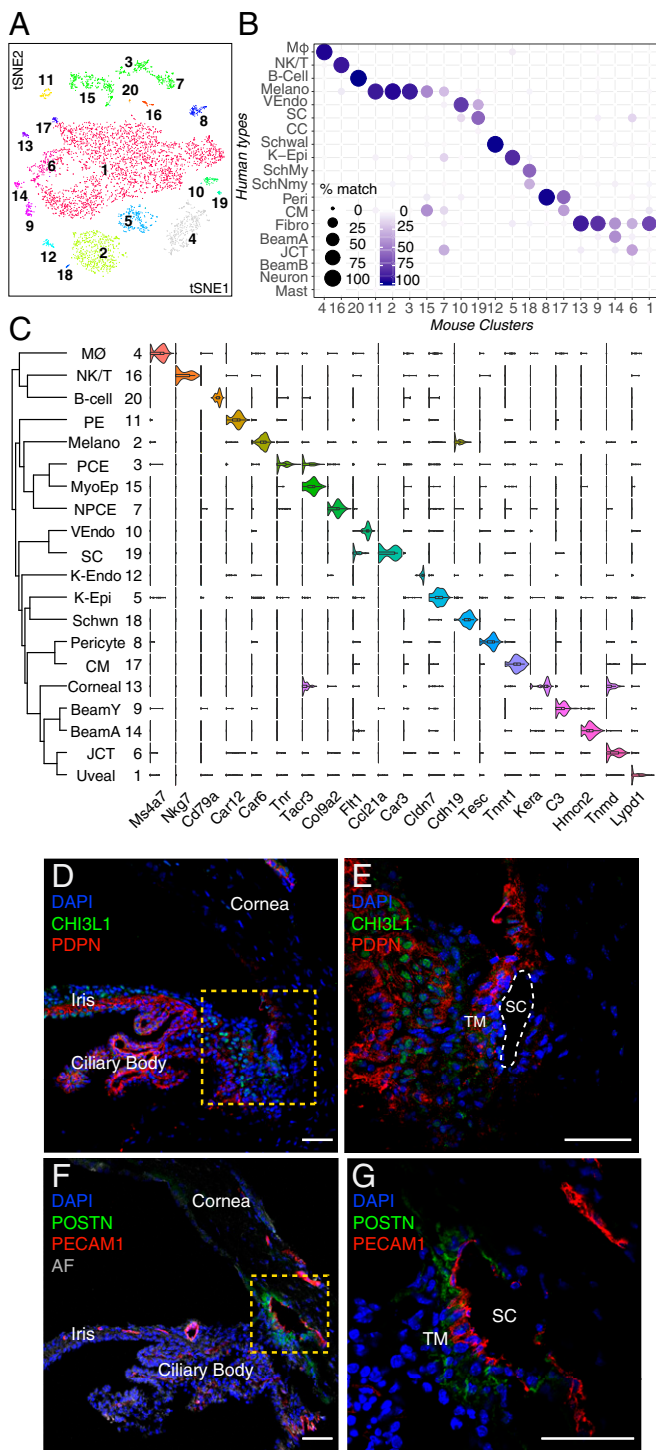 A
tSNE2
3
11
20
7
15
16
8
17
13
6
1
14
10
19
9
5
4
12
2
18
tSNE1
B
Human types
Mφ
NK/T
B-Cell
Melano
VEndo
SC
CC
Schwal
K-Epi
SchMy
SchNmy
Peri
CM
Fibro
BeamA
JCT
BeamB
Neuron
Mast
% match
0 0
25 25
50 50
75 75
100 100
4 16 20 11 2 3 15 7 10 19 12 5 18 8 17 13 9 14 6 1
Mouse Clusters
C
MØ 4
NK/T 16
B-cell 20
PE 11
Melano 2
PCE 3
MyoEp 15
NPCE 7
VEndo 10
SC 19
K-Endo 12
K-Epi 5
Schwn 18
Pericyte 8
CM 17
Corneal 13
BeamY 9
BeamA 14
JCT 6
Uveal 1
Ms4a7 Nkg7 Cd79a Car12 Car6 Tnr Tacr3 Col9a2 Flt1 Ccl21a Car3 Cldn7 Cdh19 Tesc Tnnt1 Kera C3 Hmcn2 Tnmd Lypd1
D
DAPI
CHI3L1
PDPN
Cornea
Iris
Ciliary Body
E
DAPI
CHI3L1
PDPN
SC
TM
F
DAPI
POSTN
PECAM1
AF
Cornea
Iris
Ciliary Body
G
DAPI
POSTN
PECAM1
SC
TM